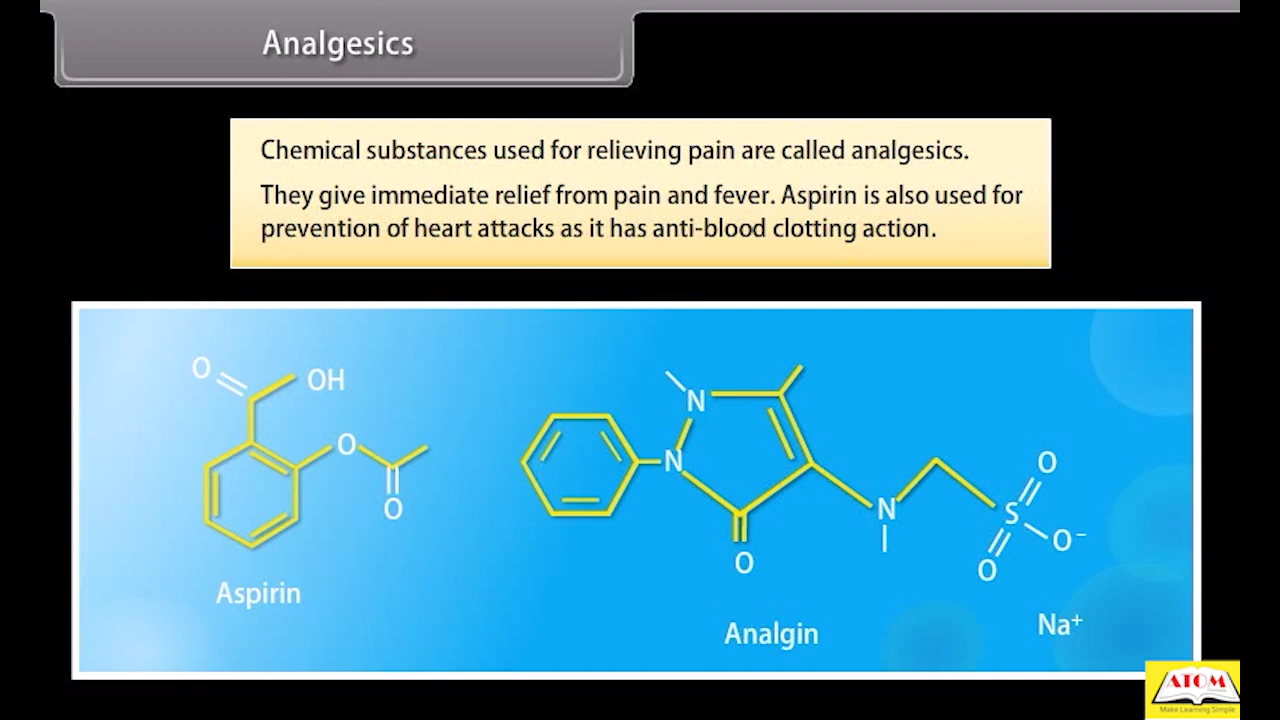 Analgesics
Chemical substances used for relieving pain are called analgesics.
They give immediate relief from pain and fever. Aspirin is also used for
prevention of heart attacks as it has anti-blood clotting action.
O
OH
O
O
Aspirin
N
N
O
N
S
O
O⁻
O
Na⁺
Analgin
ATOM
Make Learning Simple